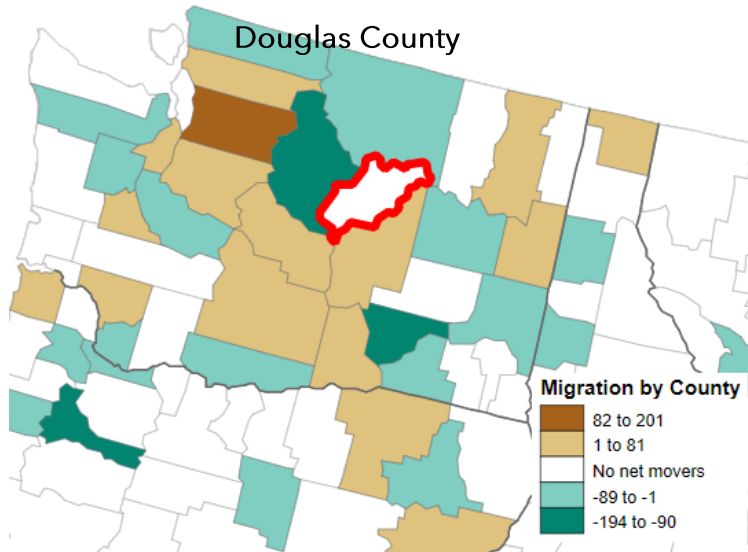 Douglas County
Migration by County
82 to 201
1 to 81
No net movers
-89 to -1
-194 to -90